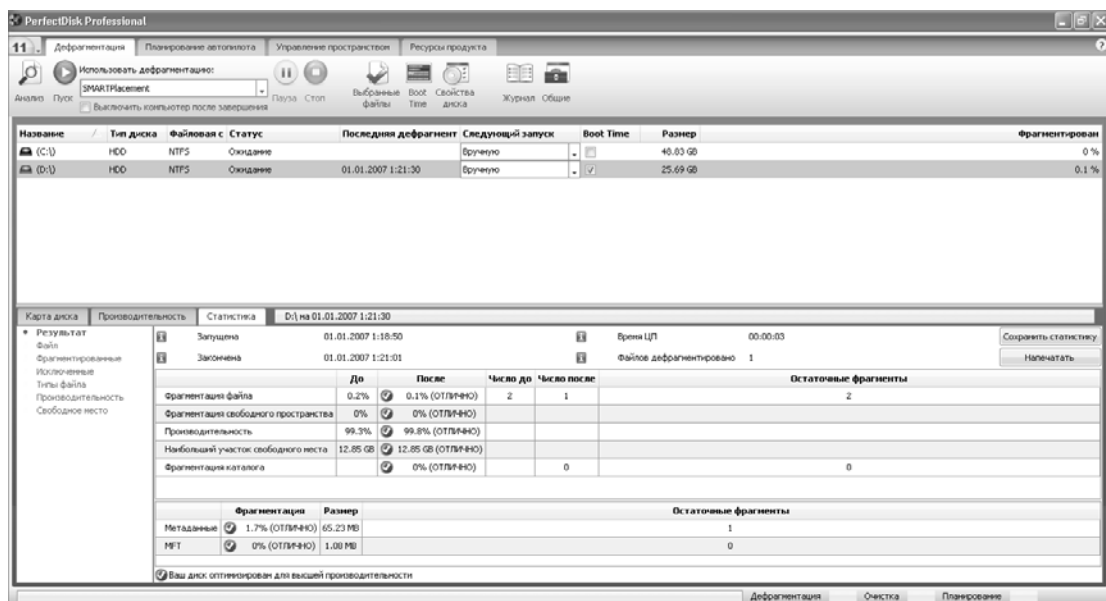 PerfectDisk Professional
11 Дефрагментация Планирование автопилота Управление пространством Ресурсы продукта
Использовать дефрагментацию:
SMARTPlacement
Выключить компьютер после завершения
Анализ Пуск Пауза Стоп Выбранные файлы Boot Time Свойства диска Журнал Общие
Название Тип диска Файловая с Статус Последняя дефрагмент Следующий запуск Boot Time Размер Фрагментирован
(C:\) HDD NTFS Ожидание Вручную 48.83 GB 0 %
(D:\) HDD NTFS Ожидание 01.01.2007 1:21:30 Вручную 25.69 GB 0.1 %
Карта диска Производительность Статистика D:\ на 01.01.2007 1:21:30
Результат
Файл
Фрагментированные
Исключенные
Типы файла
Производительность
Свободное место
Запущена 01.01.2007 1:18:50 Время ЦП 00:00:03 Сохранить статистику
Закончена 01.01.2007 1:21:01 Файлов дефрагментировано 1 Напечатать
До После Число до Число после Остаточные фрагменты
Фрагментация файла 0.2% 0.1% (ОТЛИЧНО) 2 1 2
Фрагментация свободного пространства 0% 0% (ОТЛИЧНО)
Производительность 99.3% 99.8% (ОТЛИЧНО)
Наибольший участок свободного места 12.85 GB 12.85 GB (ОТЛИЧНО)
Фрагментация каталога 0% (ОТЛИЧНО) 0 0
Фрагментация Размер Остаточные фрагменты
Метаданные 1.7% (ОТЛИЧНО) 65.23 MB 1
MFT 0% (ОТЛИЧНО) 1.08 MB 0
Ваш диск оптимизирован для высшей производительности
Дефрагментация Очистка Планирование